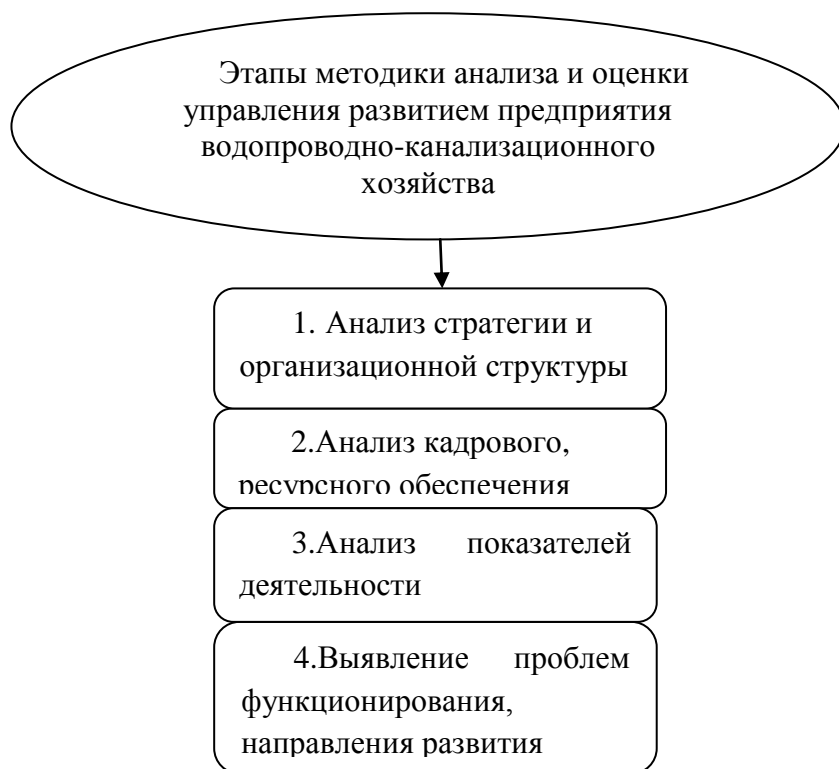 Этапы методики анализа и оценки
управления развитием предприятия
водопроводно-канализационного
хозяйства
1. Анализ стратегии и
организационной структуры
2.Анализ кадрового,
ресурсного обеспечения
3.Анализ показателей
деятельности
4.Выявление проблем
функционирования,
направления развития